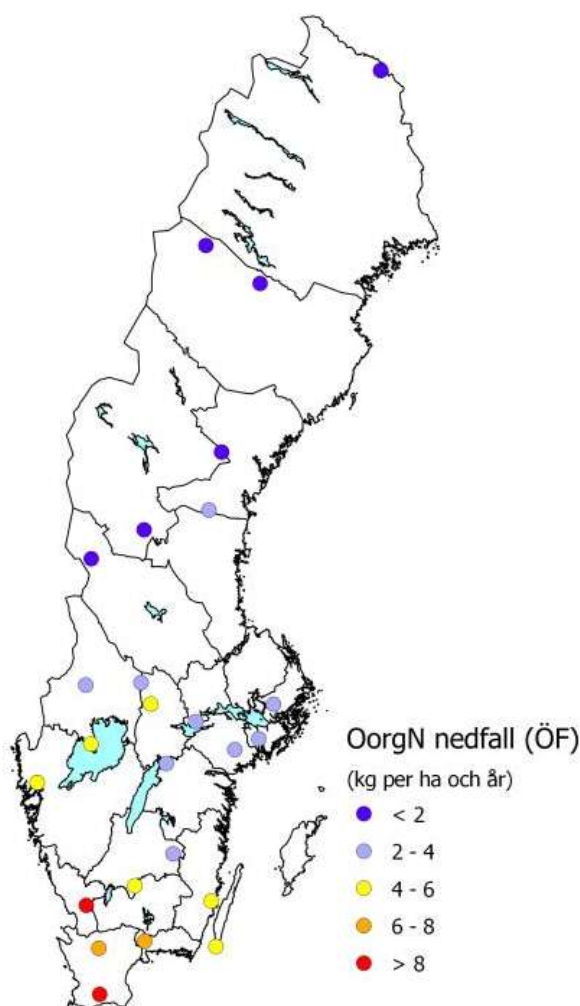 OorgN nedfall (ÖF)
(kg per ha och år)
< 2
2 - 4
4 - 6
6 - 8
> 8